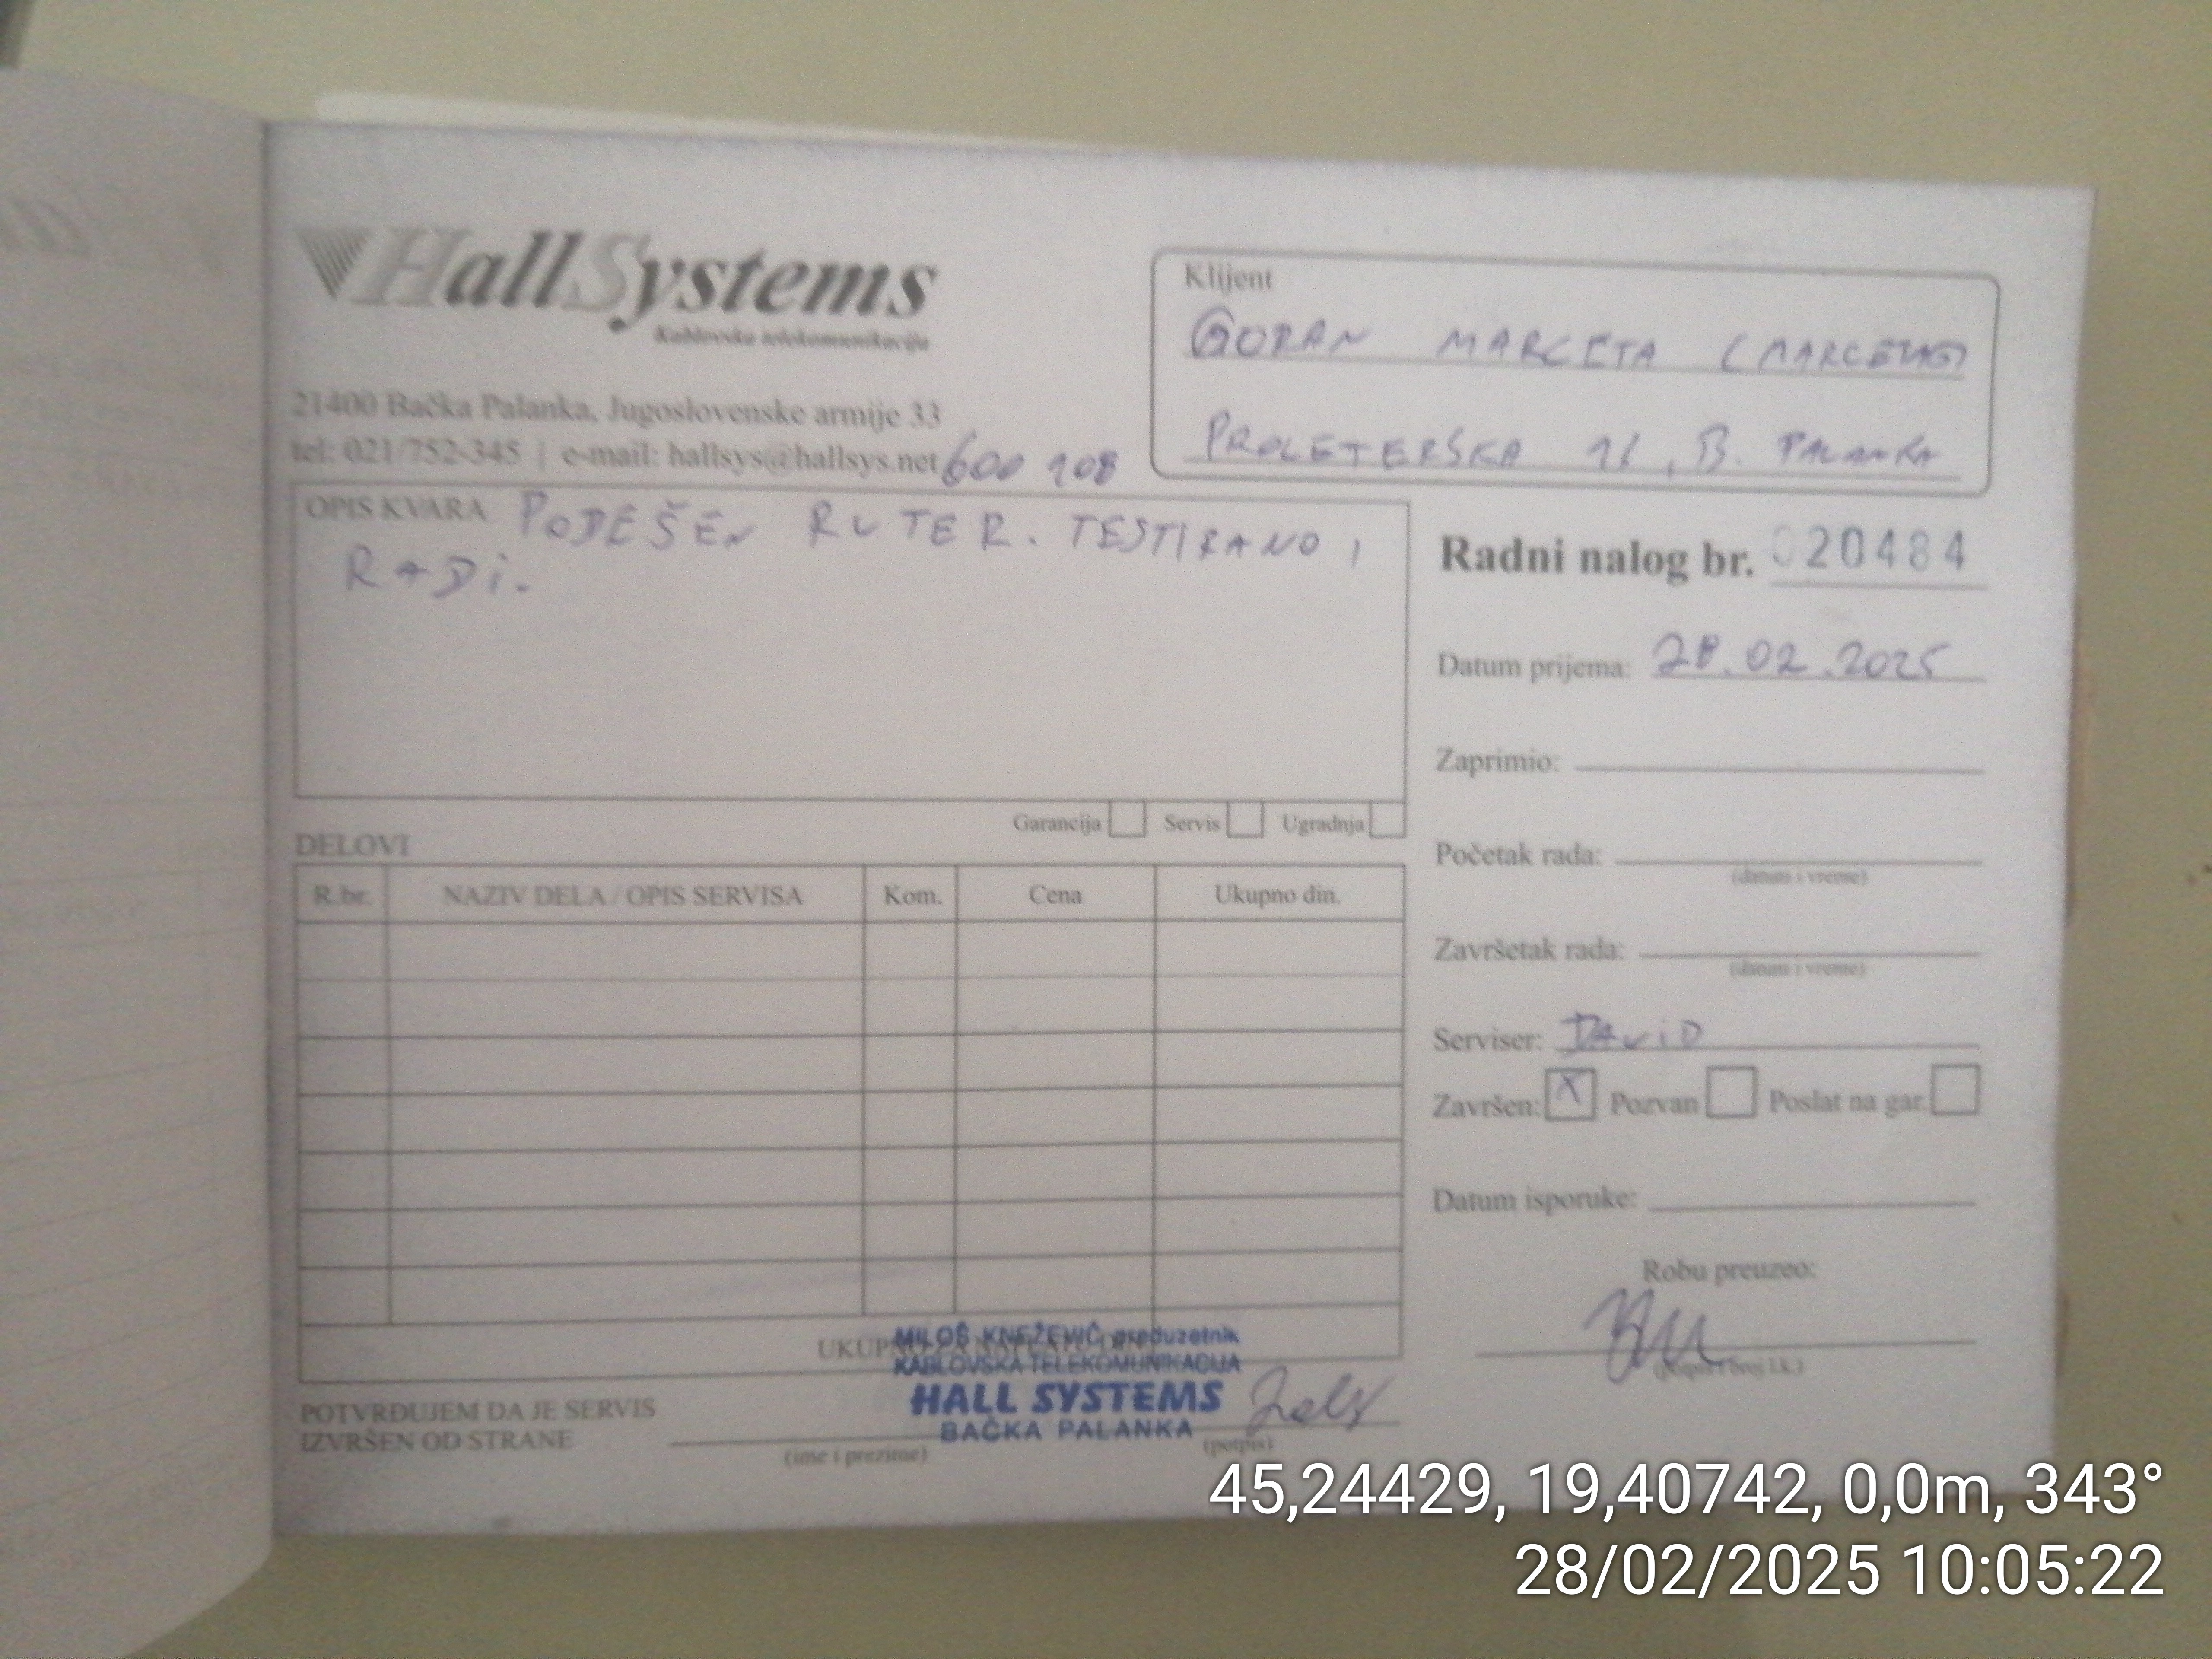 HallSystems
Kablovska telekomunikacija
21400 Bačka Palanka, Jugoslovenske armije 33
tel: 021/752-345 | e-mail: hallsys@hallsys.net
600 108
Klijent
GORAN MARCETA
PROLETERSKA 11, B. PALANKA
OPIS KVARA PODEŠEN RUTER. TESTIRANO I
RADI.
Garancija Servis Ugradnja
Radni nalog br. 020484
Datum prijema: 28.02.2025
Zaprimio:
Početak rada:
(datum i vreme)
Završetak rada:
(datum i vreme)
Serviser: DAVID
Završen: X Pozvan Poslat na gar.
Datum isporuke:
Robu preuzeo:
DELOVI
R.br. NAZIV DELA / OPIS SERVISA Kom. Cena Ukupno din.
MILOŠ KNEŽEVIĆ preduzetnik
KABLOVSKA TELEKOMUNIKACIJA
HALL SYSTEMS
BAČKA PALANKA
POTVRĐUJEM DA JE SERVIS
IZVRŠEN OD STRANE
(ime i prezime) (potpis)
45,24429, 19,40742, 0,0m, 343°
28/02/2025 10:05:22